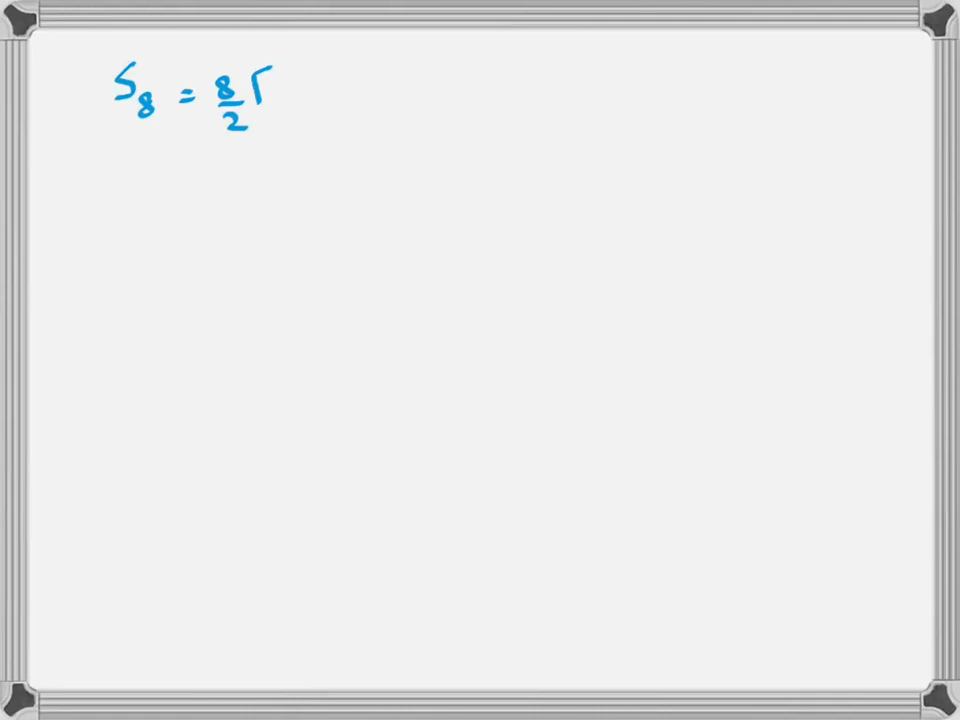 S₈ = 8/2 [